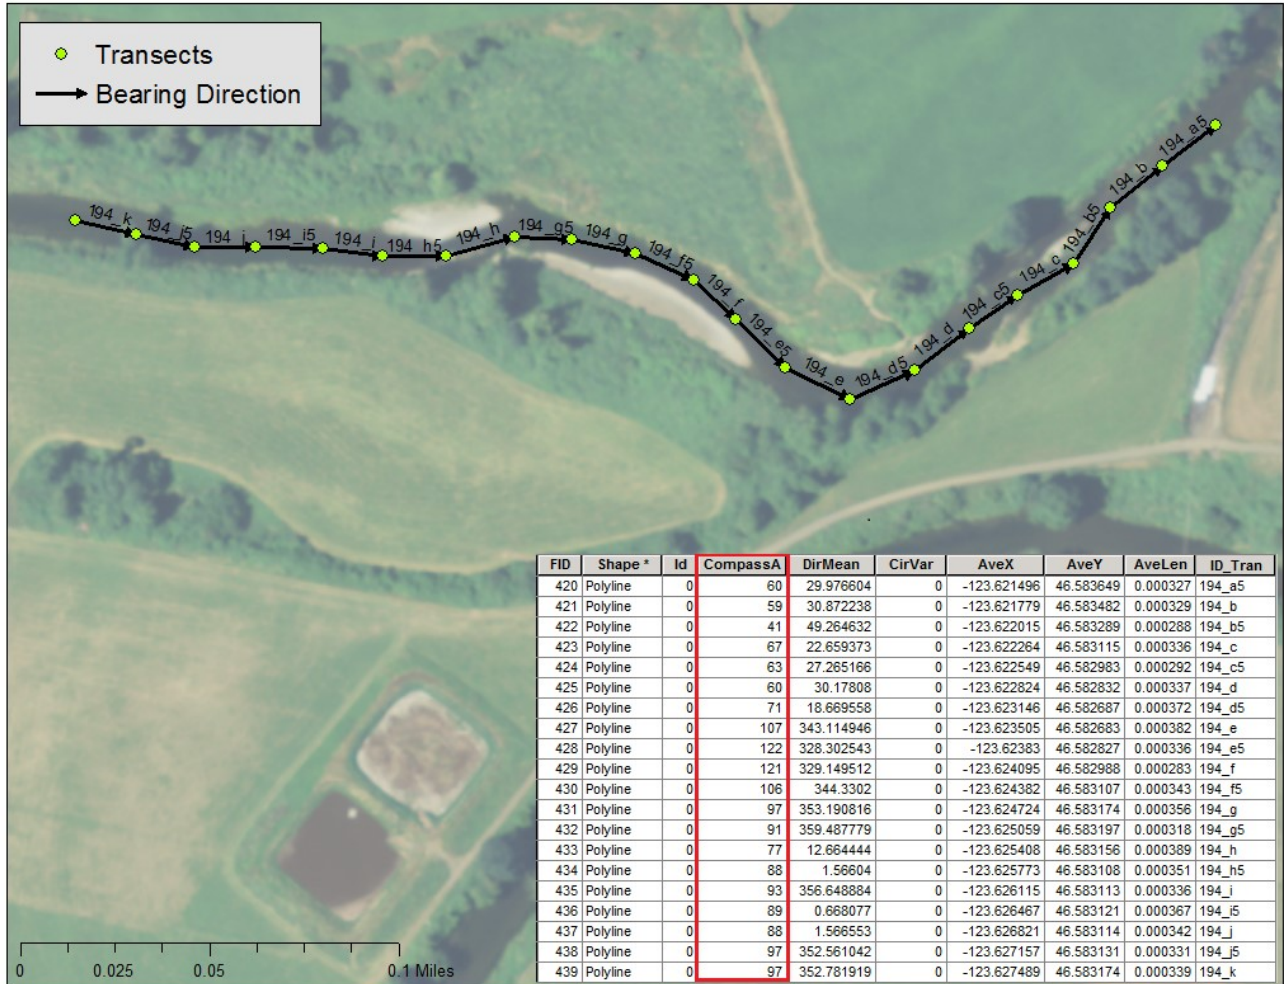 Transects
Bearing Direction
194_k
194_j5
194_j
194_i5
194_i
194_h5
194_h
194_g5
194_g
194_f5
194_f
194_e5
194_e
194_d5
194_d
194_c5
194_c
194_b5
194_b
194_a5
FID Shape * Id CompassA DirMean CirVar AveX AveY AveLen ID_Tran
420 Polyline 0 60 29.976604 0 -123.621496 46.583649 0.000327 194_a5
421 Polyline 0 59 30.872238 0 -123.621779 46.583482 0.000329 194_b
422 Polyline 0 41 49.264632 0 -123.622015 46.583289 0.000288 194_b5
423 Polyline 0 67 22.659373 0 -123.622264 46.583115 0.000336 194_c
424 Polyline 0 63 27.265166 0 -123.622549 46.582983 0.000292 194_c5
425 Polyline 0 60 30.17808 0 -123.622824 46.582832 0.000337 194_d
426 Polyline 0 71 18.669558 0 -123.623146 46.582687 0.000372 194_d5
427 Polyline 0 107 343.114946 0 -123.623505 46.582683 0.000382 194_e
428 Polyline 0 122 328.302543 0 -123.62383 46.582827 0.000336 194_e5
429 Polyline 0 121 329.149512 0 -123.624095 46.582988 0.000283 194_f
430 Polyline 0 106 344.3302 0 -123.624382 46.583107 0.000343 194_f5
431 Polyline 0 97 353.190816 0 -123.624724 46.583174 0.000356 194_g
432 Polyline 0 91 359.487779 0 -123.625059 46.583197 0.000318 194_g5
433 Polyline 0 77 12.664444 0 -123.625408 46.583156 0.000389 194_h
434 Polyline 0 88 1.56604 0 -123.625773 46.583108 0.000351 194_h5
435 Polyline 0 93 356.648884 0 -123.626115 46.583113 0.000336 194_i
436 Polyline 0 89 0.668077 0 -123.626467 46.583121 0.000367 194_i5
437 Polyline 0 88 1.566553 0 -123.626821 46.583114 0.000342 194_j
438 Polyline 0 97 352.561042 0 -123.627157 46.583131 0.000331 194_j5
439 Polyline 0 97 352.781919 0 -123.627489 46.583174 0.000339 194_k
0 0.025 0.05 0.1 Miles